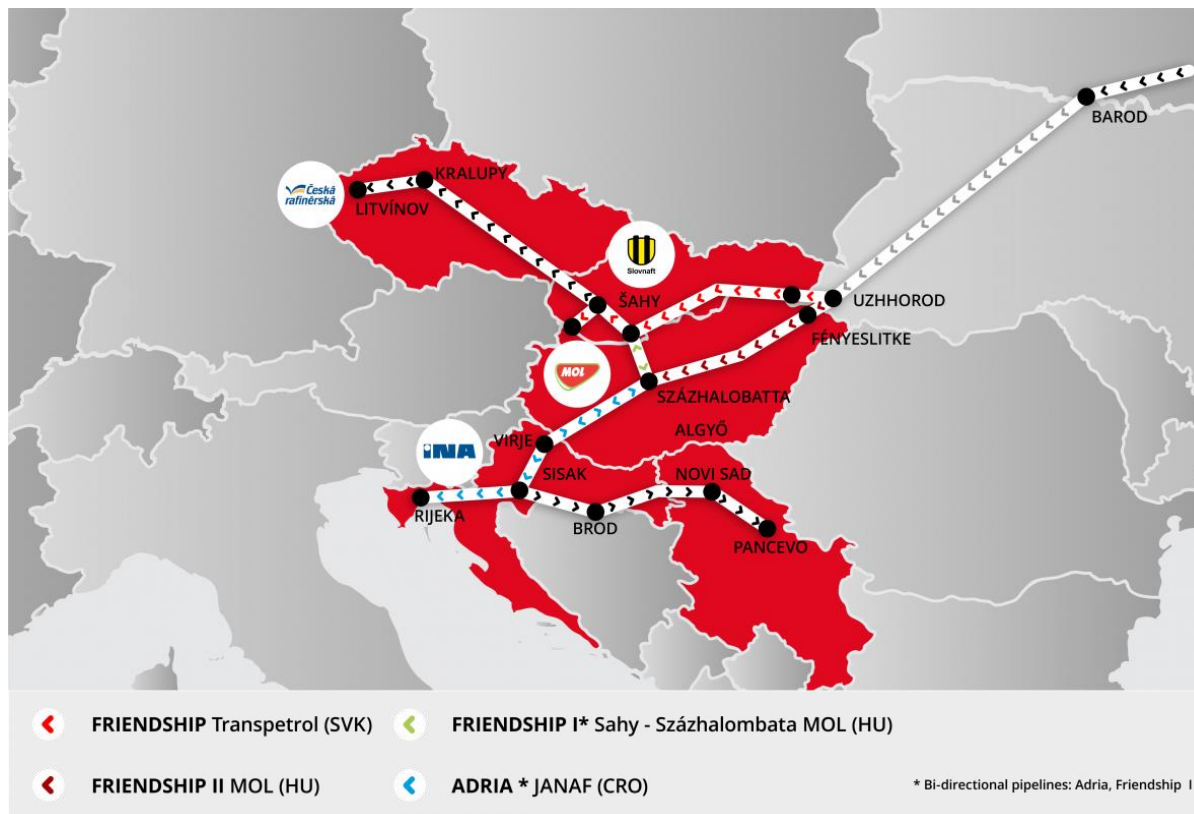 BAROD
KRALUPY
Česká
rafinérská
LITVÍNOV
Slovnaft
ŠAHY
UZHHOROD
FÉNYESLITKE
MOL
SZÁZHALOBATTA
ALGYŐ
VIRJE
INA
SISAK
NOVI SAD
RIJEKA
BROD
PANCEVO
FRIENDSHIP Transpetrol (SVK)
FRIENDSHIP I* Sahy - Százhalombata MOL (HU)
FRIENDSHIP II MOL (HU)
ADRIA * JANAF (CRO)
* Bi-directional pipelines: Adria, Friendship I